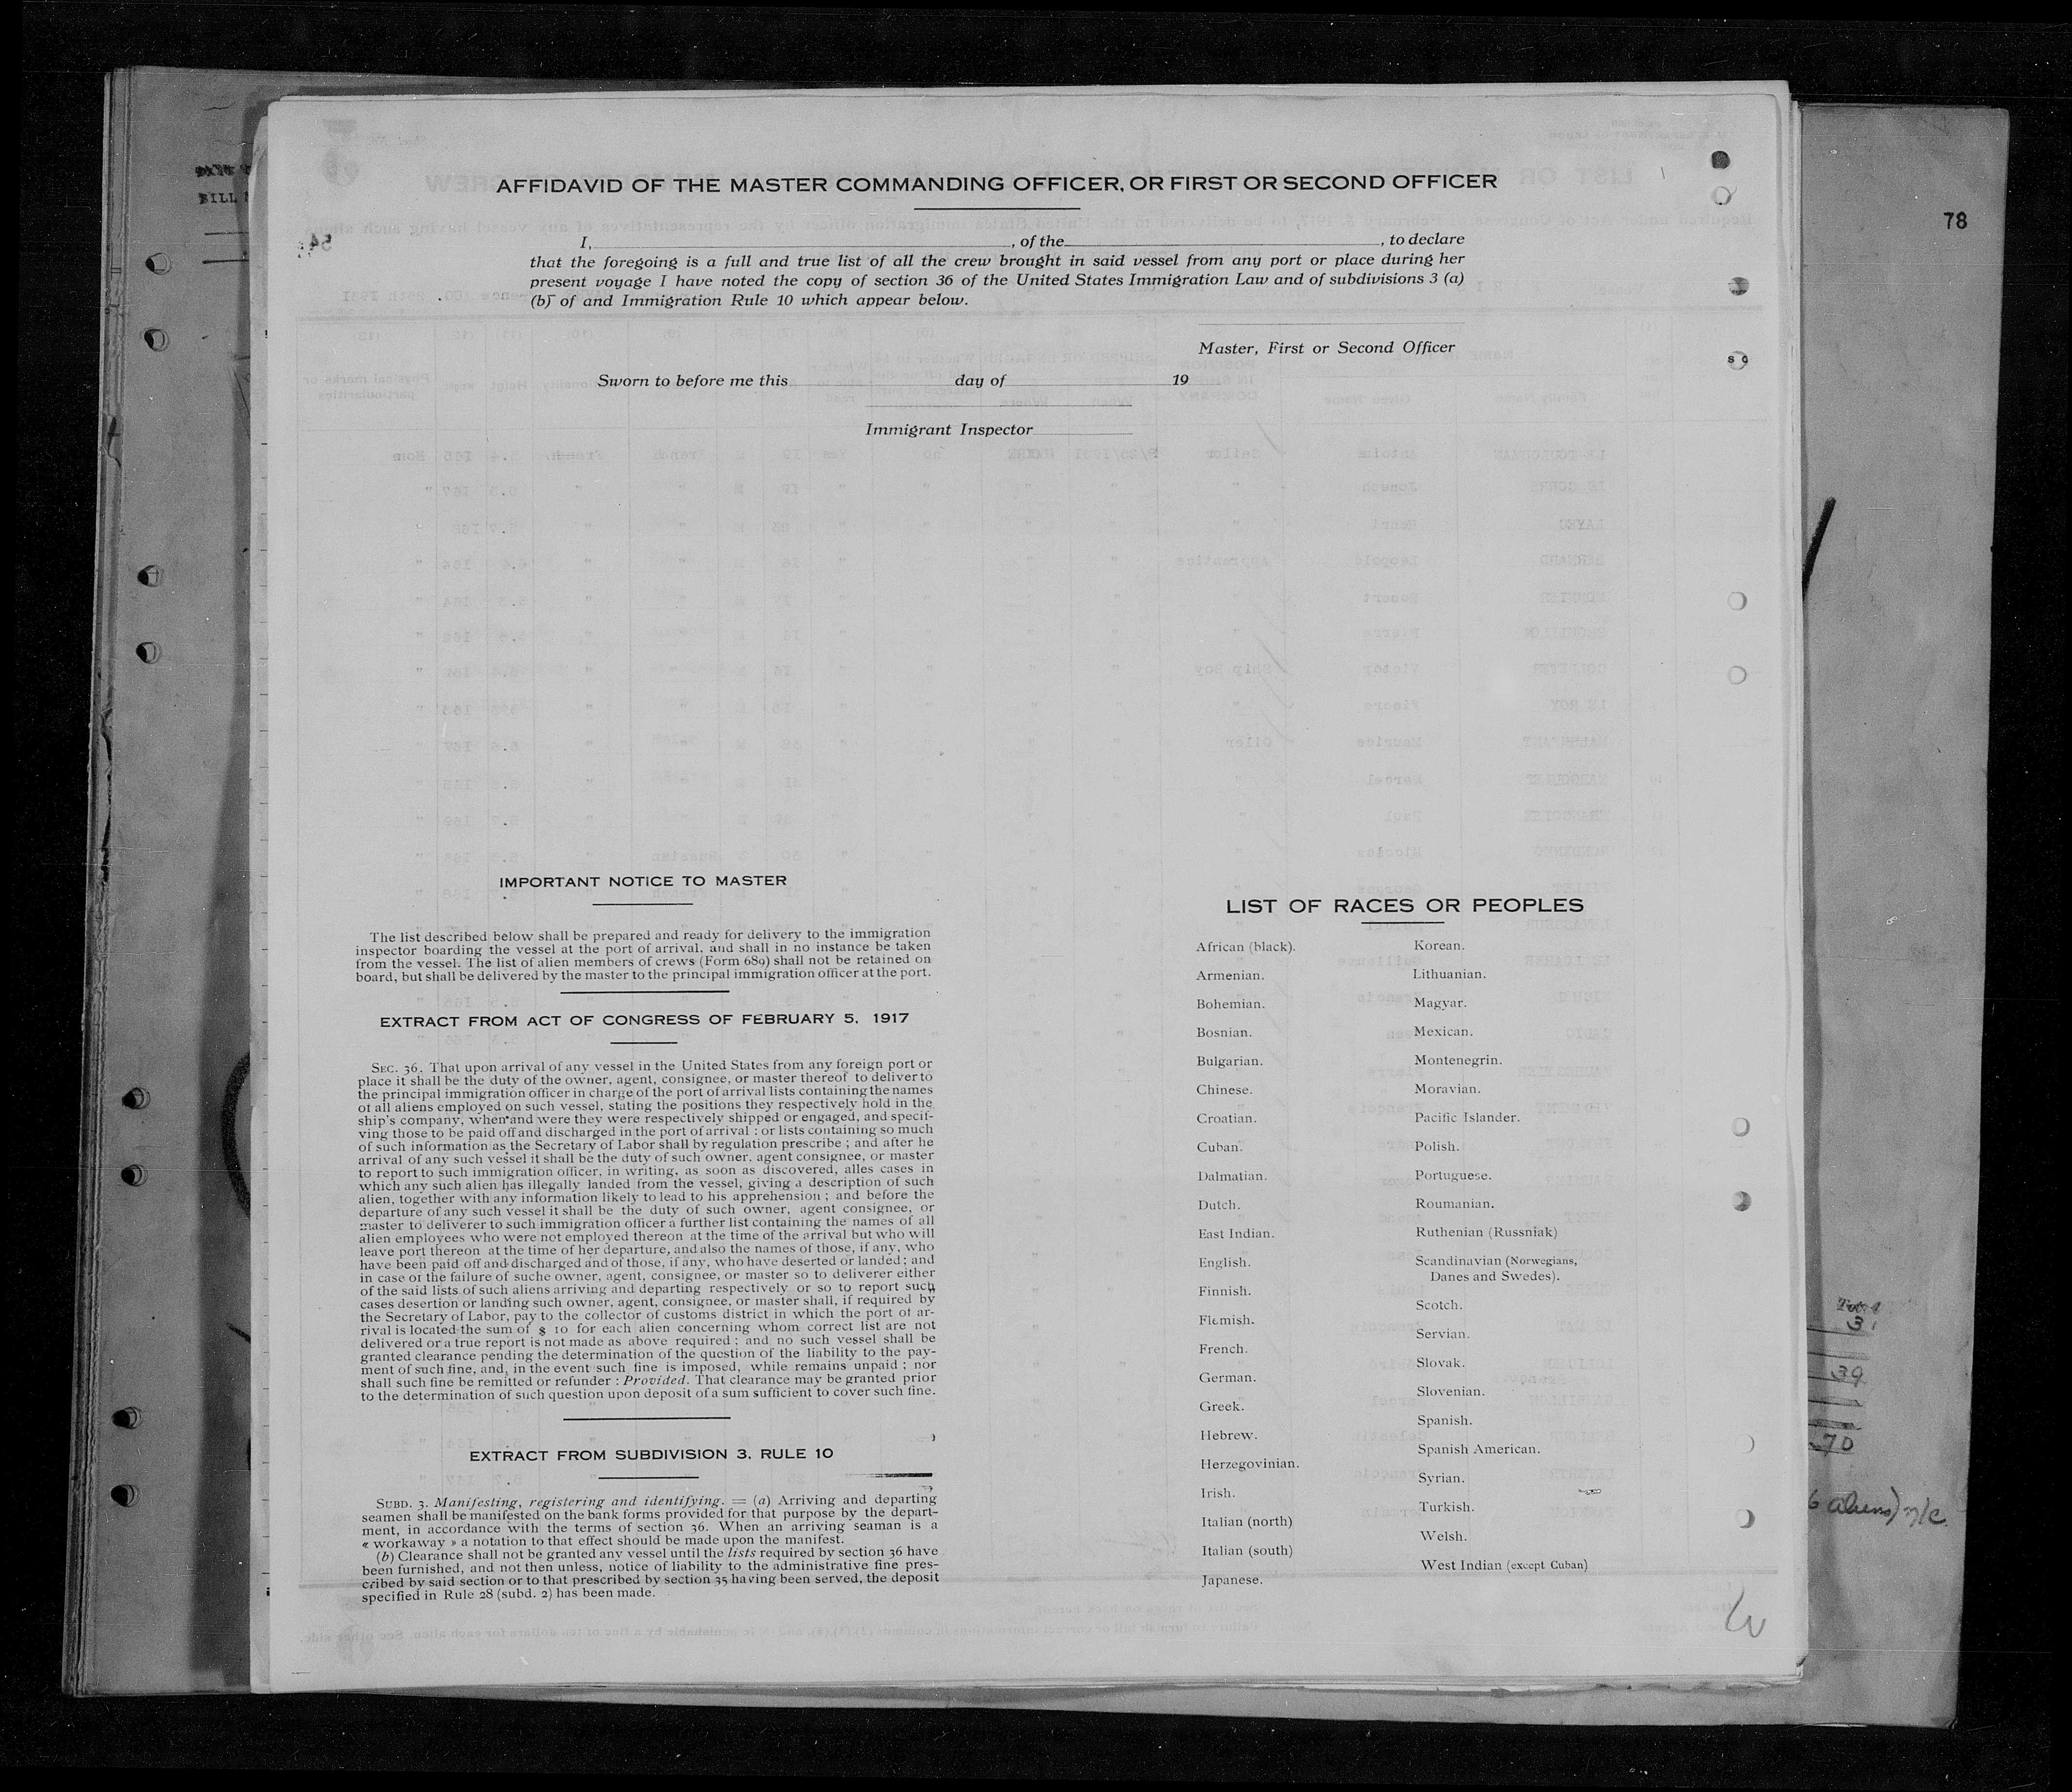 AFFIDAVID OF THE MASTER COMMANDING OFFICER, OR FIRST OR SECOND OFFICER
78
I, , of the , to declare
that the foregoing is a full and true list of all the crew brought in said vessel from any port or place during her
present voyage I have noted the copy of section 36 of the United States Immigration Law and of subdivisions 3 (a)
(b) of and Immigration Rule 10 which appear below.
Master, First or Second Officer
Sworn to before me this day of 19
Immigrant Inspector
IMPORTANT NOTICE TO MASTER
The list described below shall be prepared and ready for delivery to the immigration
inspector boarding the vessel at the port of arrival, and shall in no instance be taken
from the vessel. The list of alien members of crews (Form 689) shall not be retained on
board, but shall be delivered by the master to the principal immigration officer at the port.
EXTRACT FROM ACT OF CONGRESS OF FEBRUARY 5, 1917
SEC. 36. That upon arrival of any vessel in the United States from any foreign port or
place it shall be the duty of the owner, agent, consignee, or master thereof to deliver to
the principal immigration officer in charge of the port of arrival lists containing the names
of all aliens employed on such vessel, stating the positions they respectively hold in the
ship's company, when and were they were respectively shipped or engaged, and specif-
ving those to be paid off and discharged in the port of arrival : or lists containing so much
of such information as the Secretary of Labor shall by regulation prescribe ; and after he
arrival of any such vessel it shall be the duty of such owner, agent consignee, or master
to report to such immigration officer, in writing, as soon as discovered, alles cases in
which any such alien has illegally landed from the vessel, giving a description of such
alien, together with any information likely to lead to his apprehension ; and before the
departure of any such vessel it shall be the duty of such owner, agent consignee, or
master to deliverer to such immigration officer a further list containing the names of all
alien employees who were not employed thereon at the time of the arrival but who will
leave port thereon at the time of her departure, and also the names of those, if any, who
have been paid off and discharged and of those, if any, who have deserted or landed ; and
in case of the failure of suche owner, agent, consignee, or master so to deliverer either
of the said lists of such aliens arriving and departing respectively or so to report such
cases desertion or landing such owner, agent, consignee, or master shall, if required by
the Secretary of Labor, pay to the collector of customs district in which the port of ar-
rival is located the sum of $ 10 for each alien concerning whom correct list are not
delivered or a true report is not made as above required ; and no such vessel shall be
granted clearance pending the determination of the question of the liability to the pay-
ment of such fine, and, in the event such fine is imposed, while remains unpaid ; nor
shall such fine be remitted or refunder : Provided. That clearance may be granted prior
to the determination of such question upon deposit of a sum sufficient to cover such fine.
EXTRACT FROM SUBDIVISION 3. RULE 10
SUBD. 3. Manifesting, registering and identifying. = (a) Arriving and departing
seamen shall be manifested on the bank forms provided for that purpose by the depart-
ment, in accordance with the terms of section 36. When an arriving seaman is a
« workaway » a notation to that effect should be made upon the manifest.
(b) Clearance shall not be granted any vessel until the lists required by section 36 have
been furnished, and not then unless, notice of liability to the administrative fine pres-
cribed by said section or to that prescribed by section 35 having been served, the deposit
specified in Rule 28 (subd. 2) has been made.
LIST OF RACES OR PEOPLES
African (black).
Armenian.
Bohemian.
Bosnian.
Bulgarian.
Chinese.
Croatian.
Cuban.
Dalmatian.
Dutch.
East Indian.
English.
Finnish.
Flemish.
French.
German.
Greek.
Hebrew.
Herzegovinian.
Irish.
Italian (north)
Italian (south)
Japanese.
Korean.
Lithuanian.
Magyar.
Mexican.
Montenegrin.
Moravian.
Pacific Islander.
Polish.
Portuguese.
Roumanian.
Ruthenian (Russniak)
Scandinavian (Norwegians,
Danes and Swedes).
Scotch.
Servian.
Slovak.
Slovenian.
Spanish.
Spanish American.
Syrian.
Turkish.
Welsh.
West Indian (except Cuban)
39
70
6 aliens) n/c